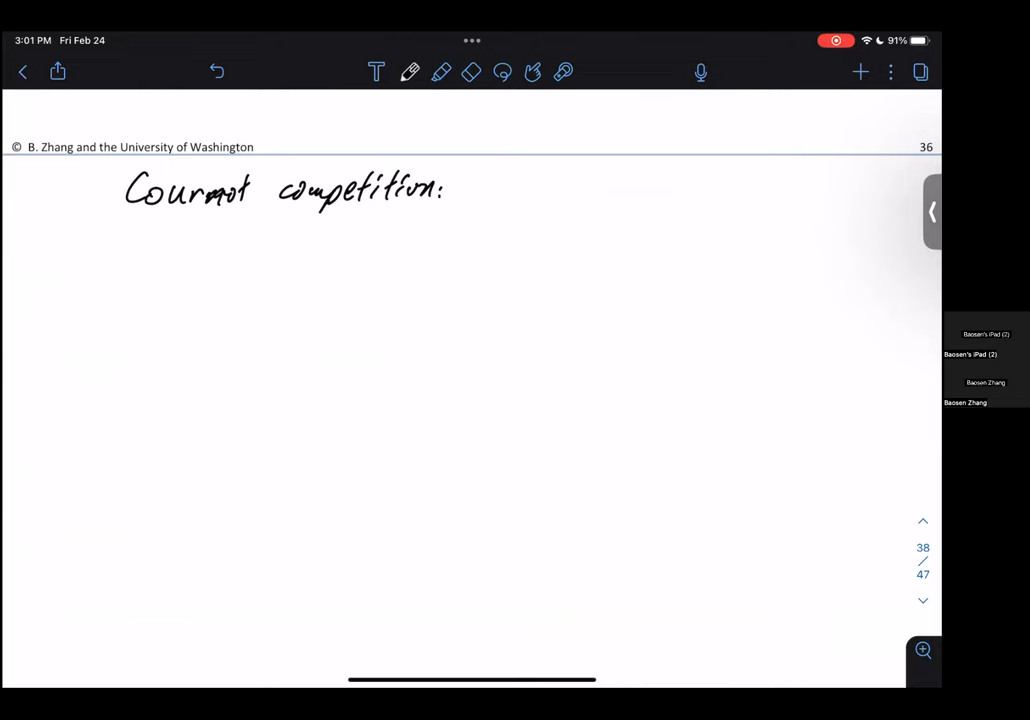 3:01 PM Fri Feb 24
91%
T
© B. Zhang and the University of Washington 36
Cournot competition:
Baosen's iPad (2)
Baosen's iPad (2)
Baosen Zhang
Baosen Zhang
38
/
47